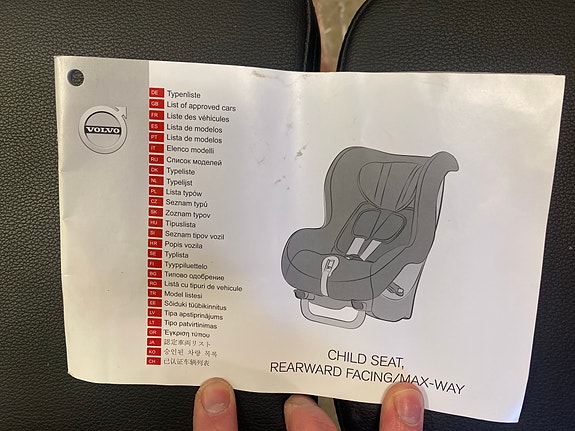 VOLVO
DE Typenliste
GB List of approved cars
FR Liste des véhicules
ES Lista de modelos
PT Lista de modelos
IT Elenco modelli
RU Список моделей
DK Typeliste
NL Typelijst
PL Lista typów
CZ Seznam typů
SK Zoznam typov
HU Típuslista
SI Seznam tipov vozil
HR Popis vozila
SE Typlista
FI Tyyppiluettelo
BG Типово одобрение
RO Listă cu tipuri de vehicule
TR Model listesi
EE Sõiduki tüübikinnitus
LV Tipa apstiprinājums
LT Tipo patvirtinimas
GR Έγκριση τύπου
JA 認定車両リスト
KO 승인된 차량 목록
CH 已认证车辆列表
CHILD SEAT,
REARWARD FACING/MAX-WAY